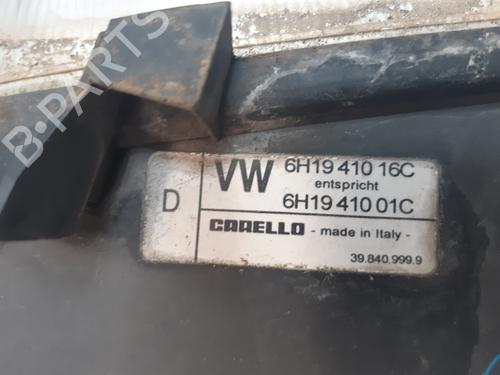 B-PARTS
D
VW
6H19 410 16C
entspricht
6H19 410 01C
CARELLO - made in Italy -
39.840.999.9